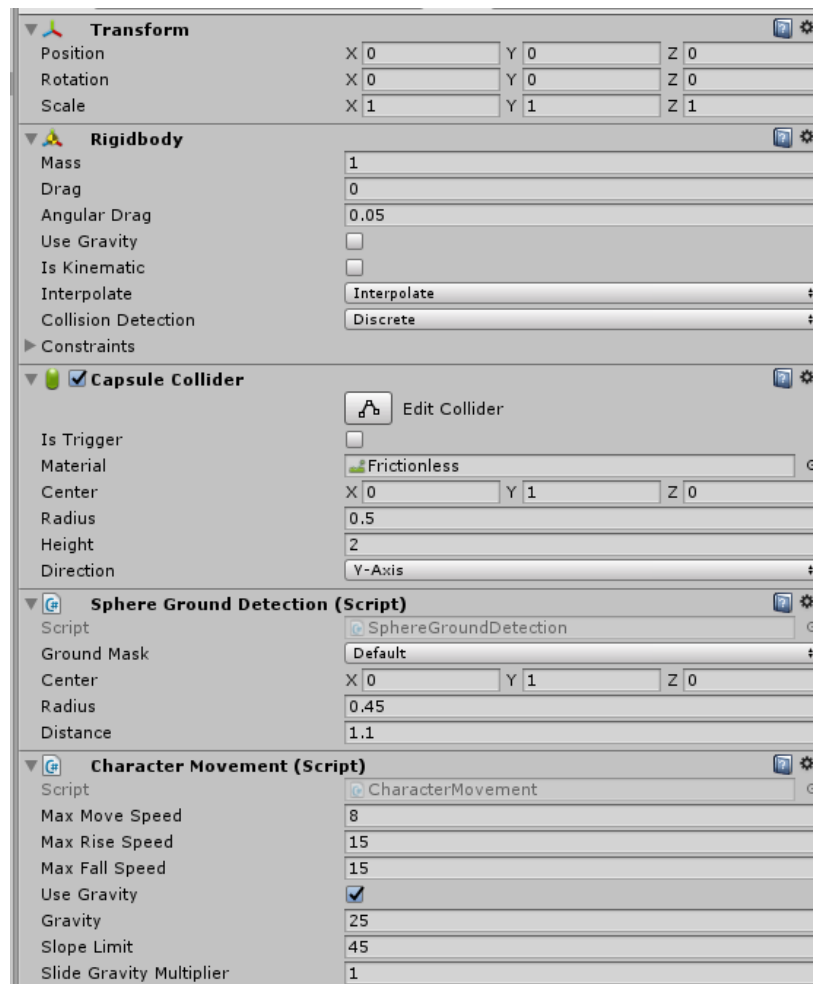 Transform
Position X 0 Y 0 Z 0
Rotation X 0 Y 0 Z 0
Scale X 1 Y 1 Z 1
Rigidbody
Mass 1
Drag 0
Angular Drag 0.05
Use Gravity
Is Kinematic
Interpolate Interpolate
Collision Detection Discrete
Constraints
Capsule Collider
Edit Collider
Is Trigger
Material Frictionless
Center X 0 Y 1 Z 0
Radius 0.5
Height 2
Direction Y-Axis
Sphere Ground Detection (Script)
Script SphereGroundDetection
Ground Mask Default
Center X 0 Y 1 Z 0
Radius 0.45
Distance 1.1
Character Movement (Script)
Script CharacterMovement
Max Move Speed 8
Max Rise Speed 15
Max Fall Speed 15
Use Gravity
Gravity 25
Slope Limit 45
Slide Gravity Multiplier 1